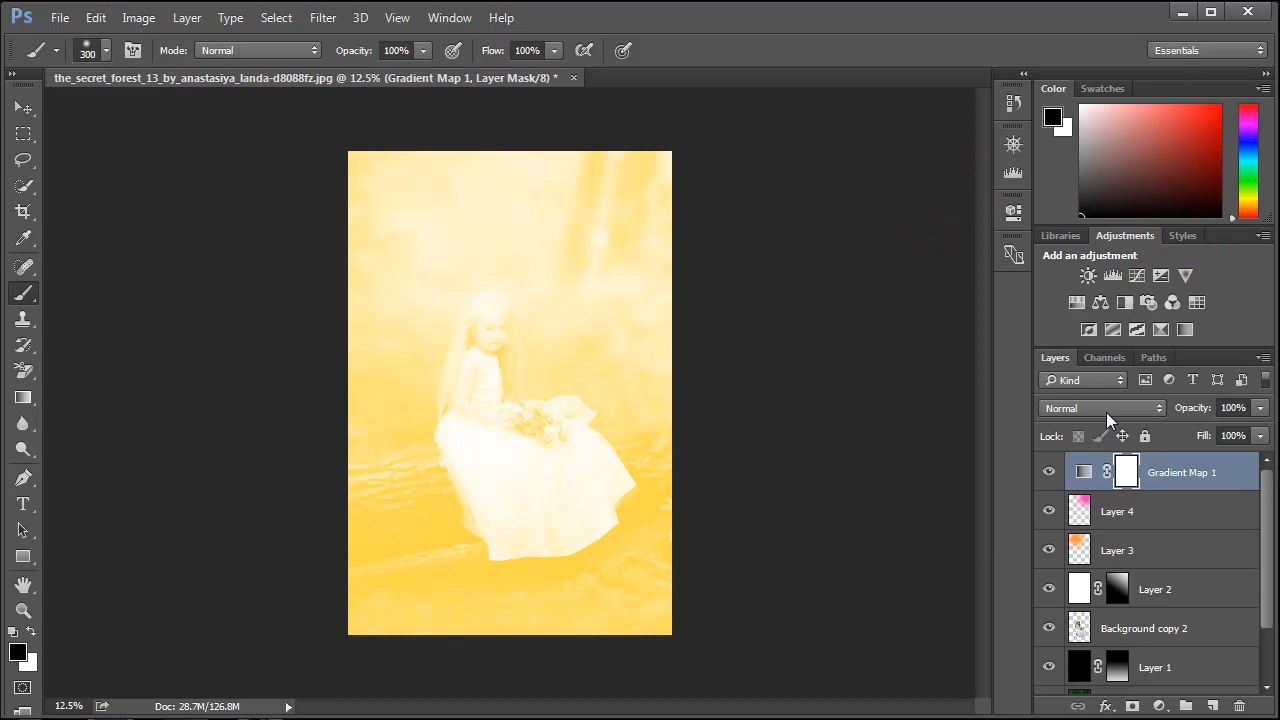 Ps File Edit Image Layer Type Select Filter 3D View Window Help
300 Mode: Normal Opacity: 100% Flow: 100% Essentials
the_secret_forest_13_by_anastasiya_landa-d8088fz.jpg @ 12.5% (Gradient Map 1, Layer Mask/8) *
Color Swatches
Libraries Adjustments Styles
Add an adjustment
Layers Channels Paths
Kind
Normal Opacity: 100%
Lock: Fill: 100%
Gradient Map 1
Layer 4
Layer 3
Layer 2
Background copy 2
Layer 1
12.5% Doc: 28.7M/126.8M
fx